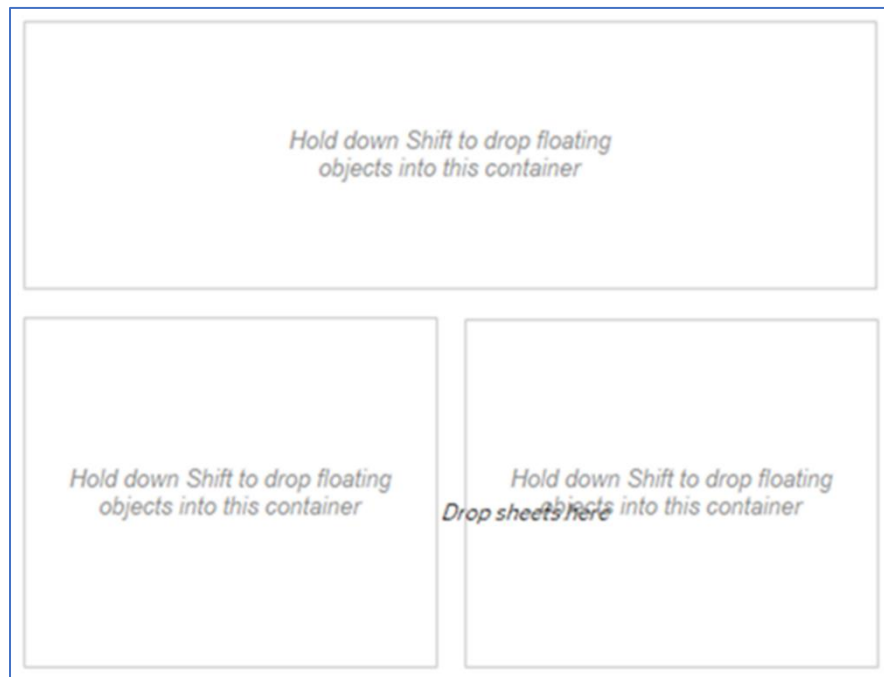 Hold down Shift to drop floating
objects into this container
Hold down Shift to drop floating
objects into this container
Hold down Shift to drop floating
objects into this container
Drop sheets here